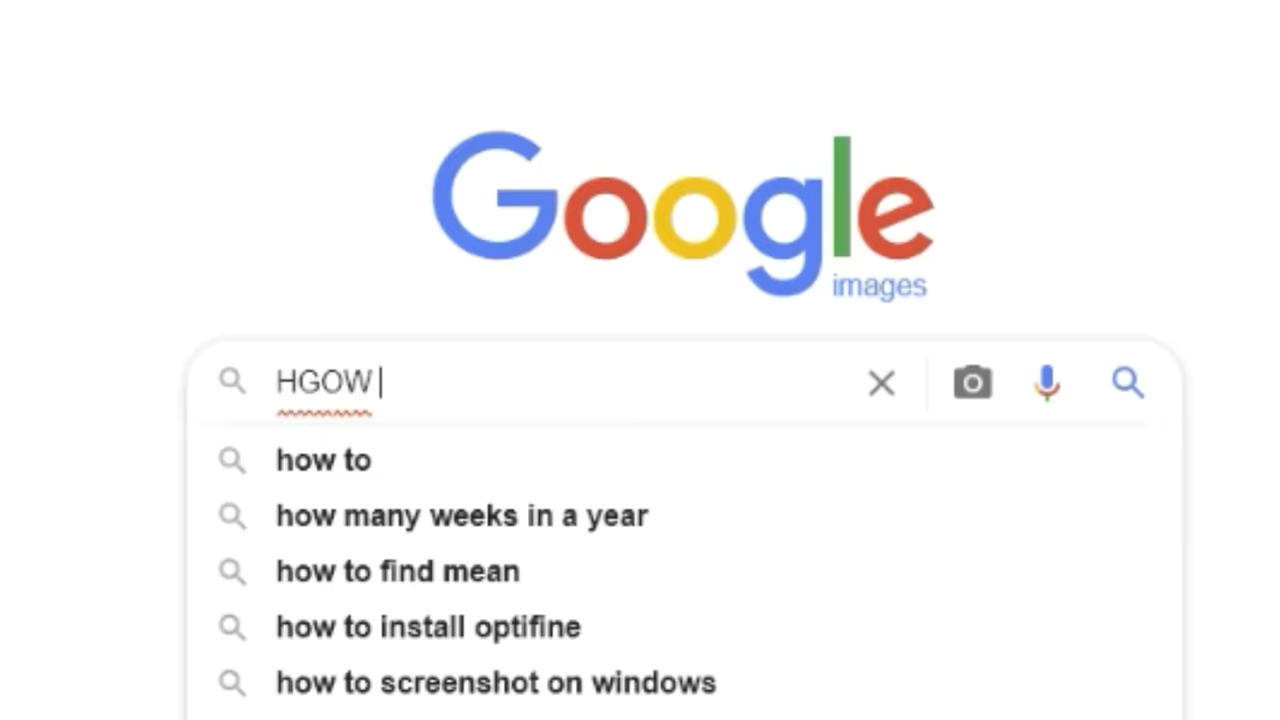 Google
images
HGOW
how to
how many weeks in a year
how to find mean
how to install optifine
how to screenshot on windows